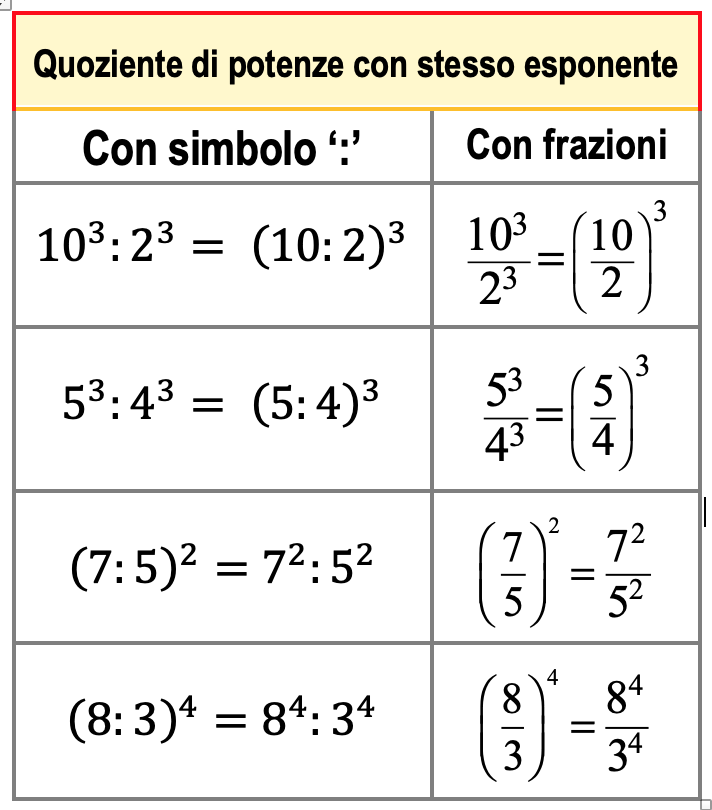 Quoziente di potenze con stesso esponente
Con simbolo ‘:’ Con frazioni
10³:2³ = (10:2)³ 10³/2³ = (10/2)³
5³:4³ = (5:4)³ 5³/4³ = (5/4)³
(7:5)² = 7²:5² (7/5)² = 7²/5²
(8:3)⁴ = 8⁴:3⁴ (8/3)⁴ = 8⁴/3⁴